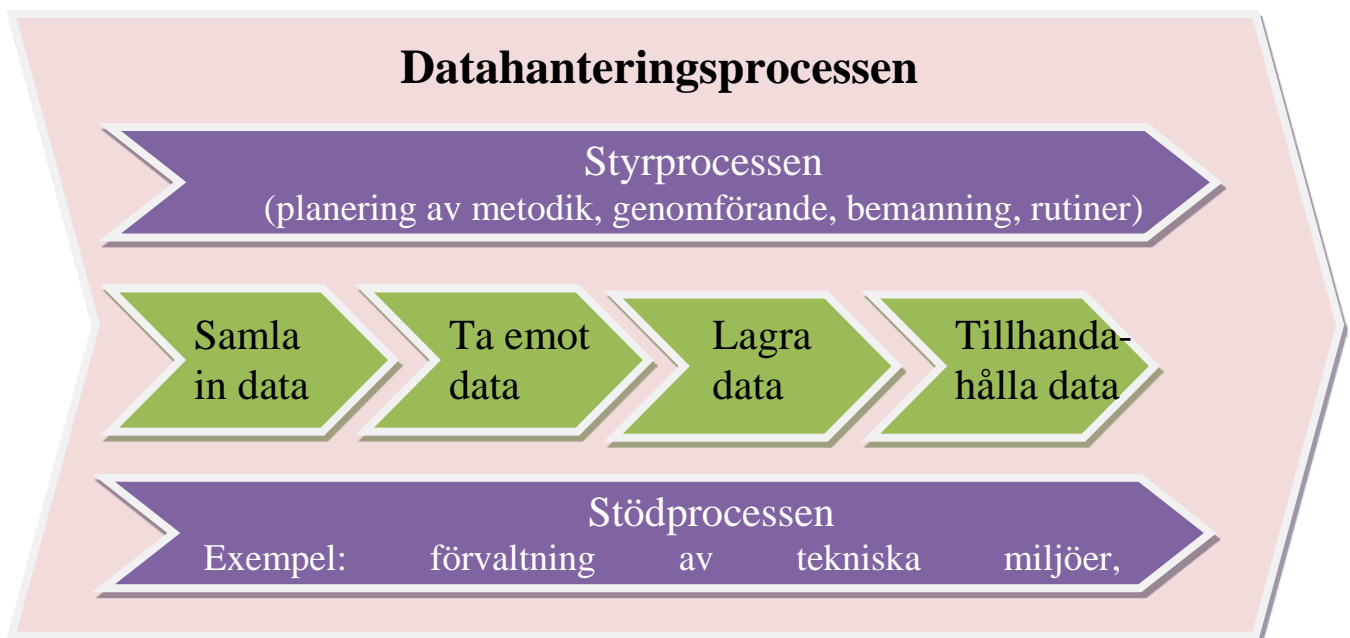 Datahanteringsprocessen
Styrprocessen
(planering av metodik, genomförande, bemanning, rutiner)
Samla
in data
Ta emot
data
Lagra
data
Tillhanda-
hålla data
Stödprocessen
Exempel: förvaltning av tekniska miljöer,